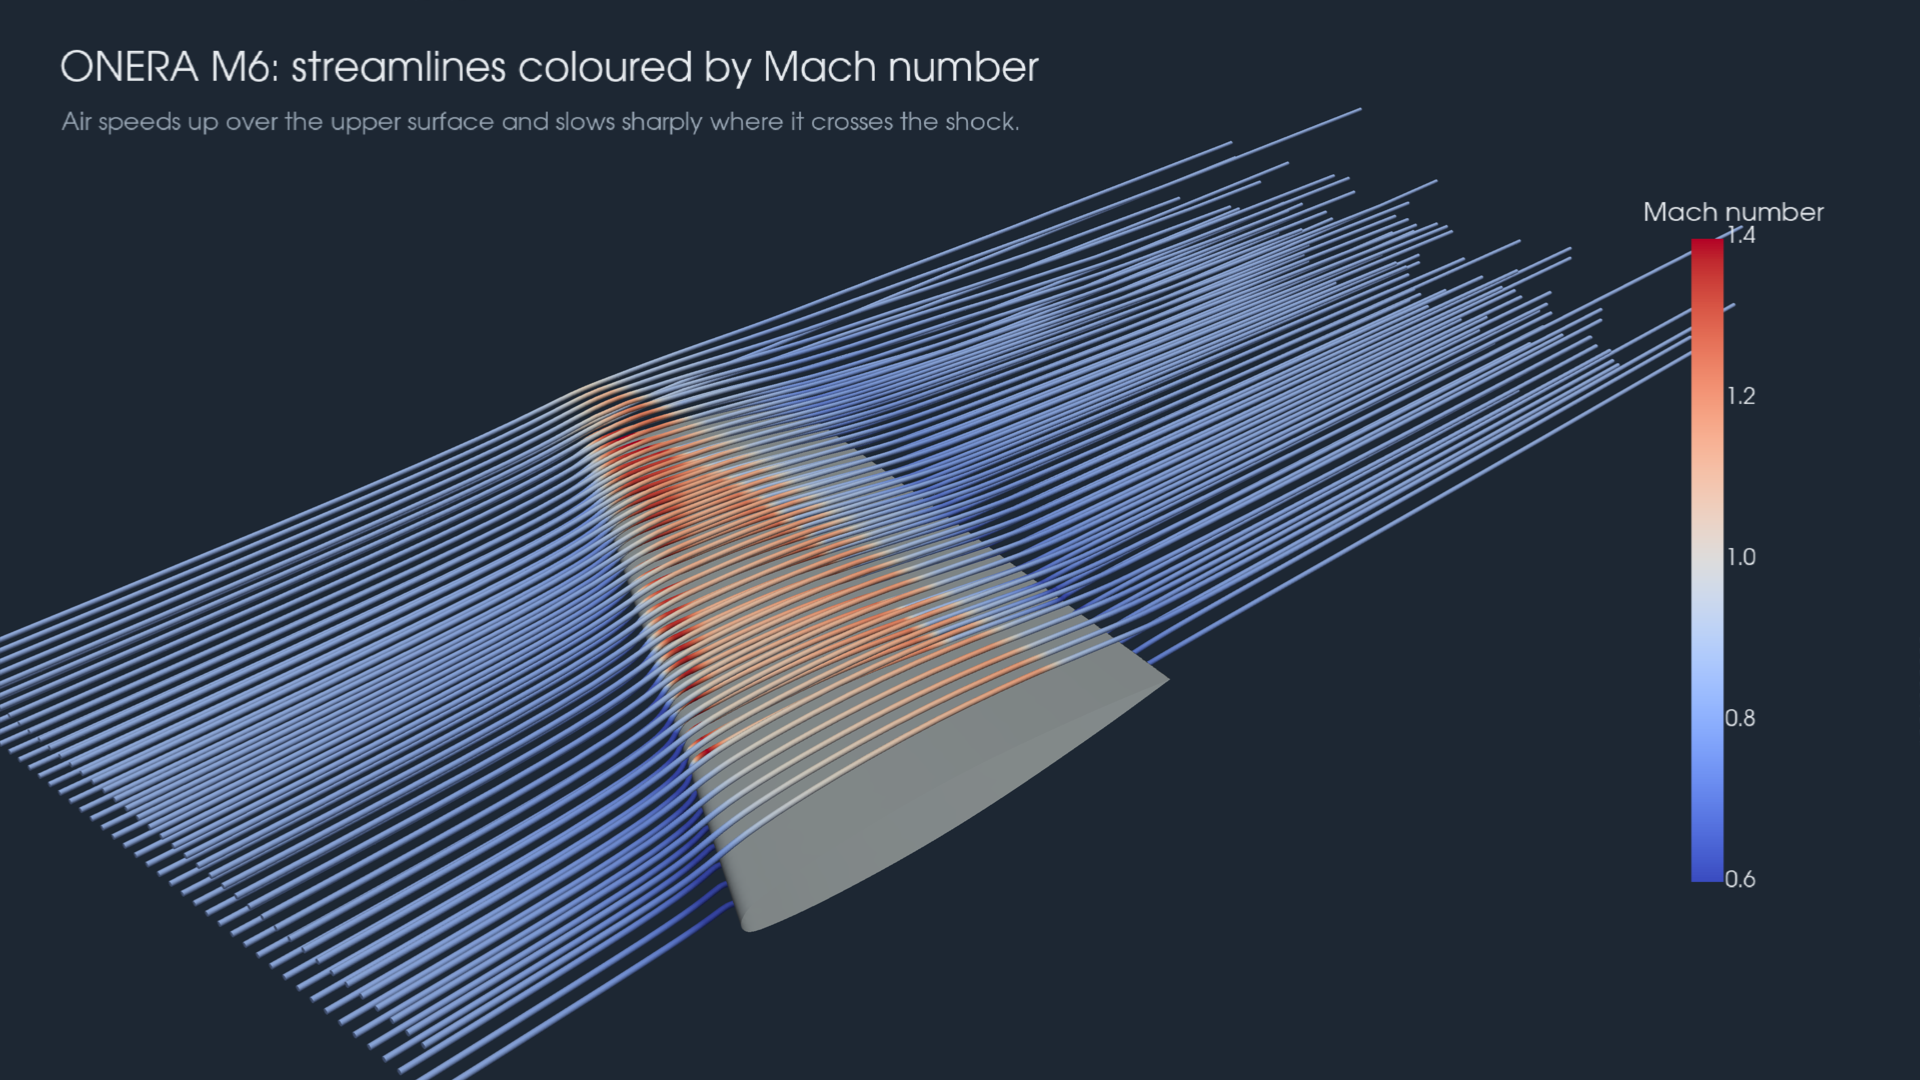 ONERA M6: streamlines coloured by Mach number
Air speeds up over the upper surface and slows sharply where it crosses the shock.
Mach number
1.4
1.2
1.0
0.8
0.6